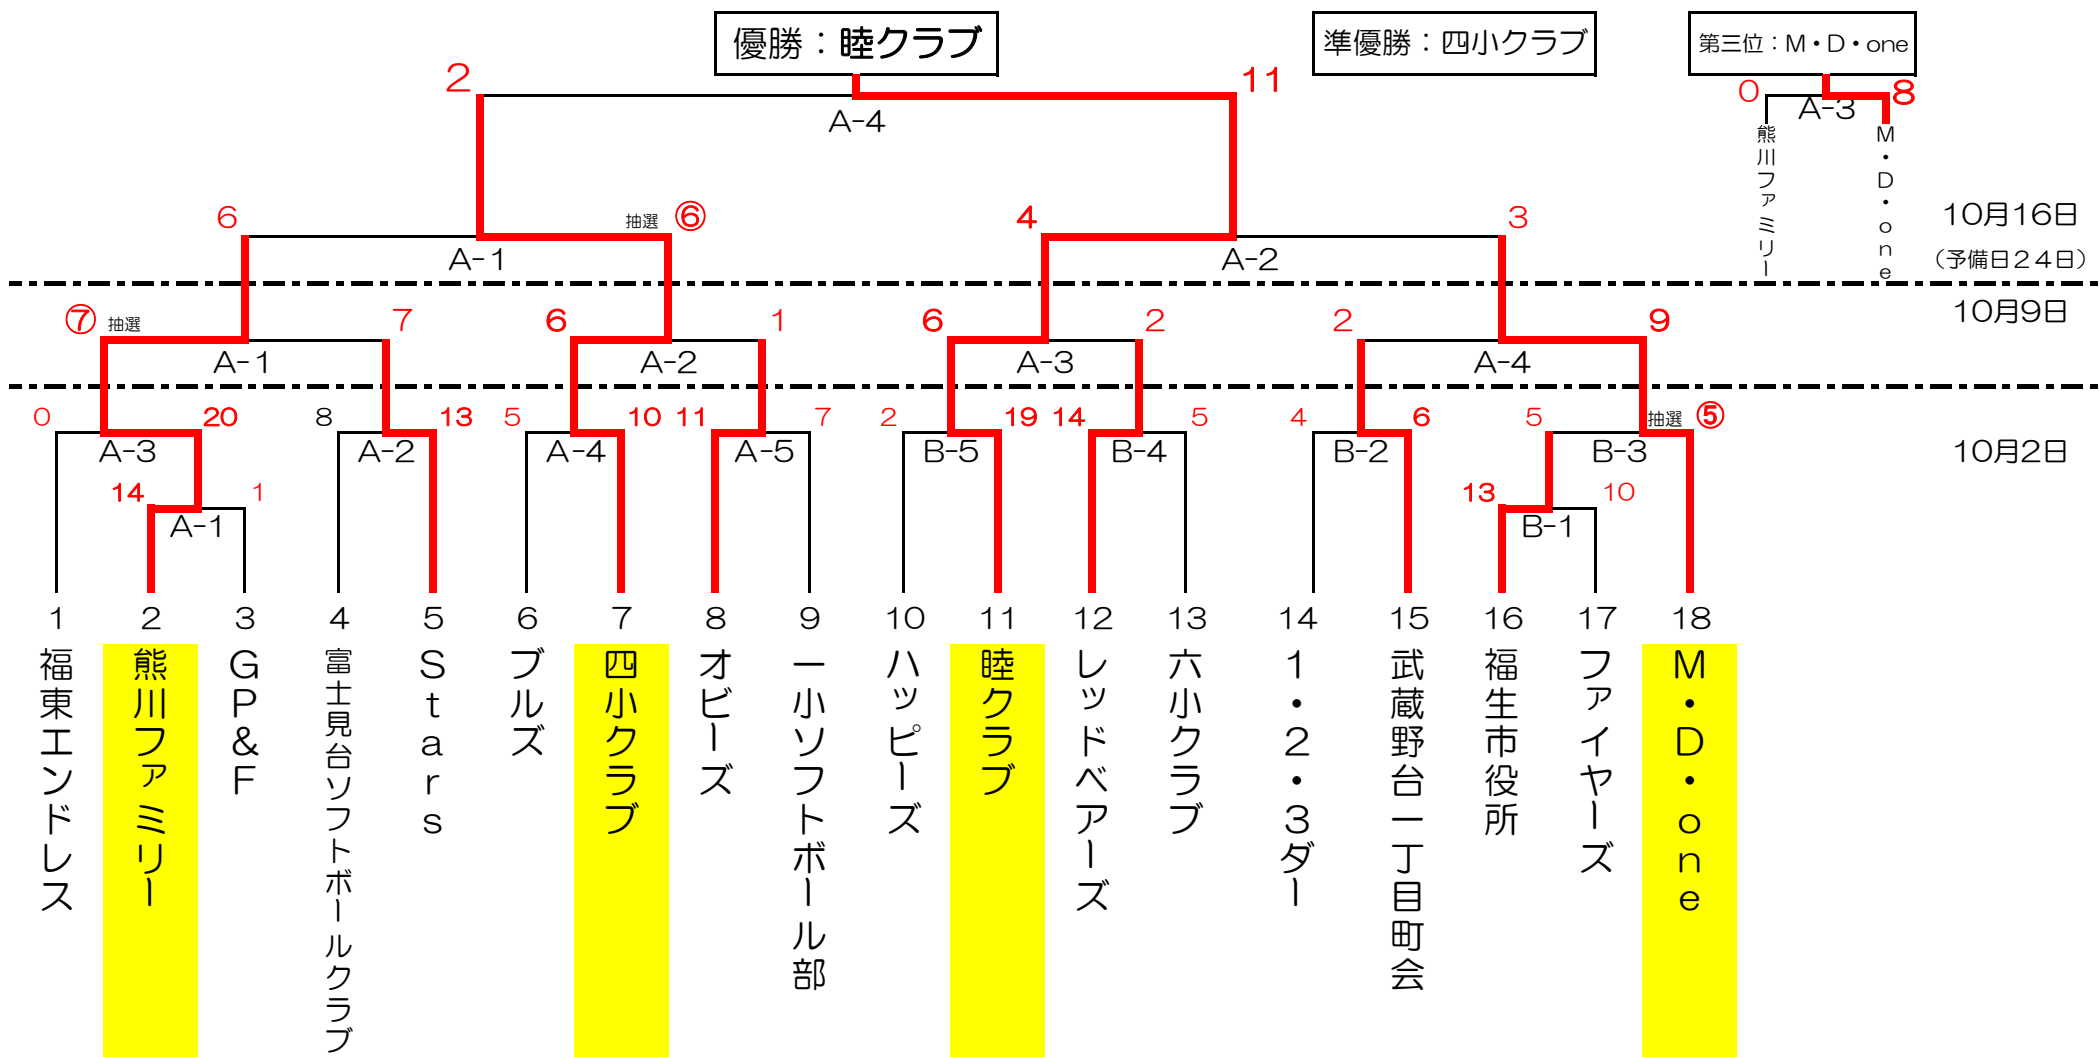 優勝：睦クラブ
準優勝：四小クラブ
第三位：M・D・one
2
11
A-4
0
8
A-3
熊川ファミリー
M・D・one
6
抽選
⑥
4
3
10月16日
A-1
A-2
（予備日24日）
⑦
抽選
7
6
1
6
2
2
9
10月9日
A-1
A-2
A-3
A-4
0
20
8
13
5
10
11
7
2
19
14
5
4
6
5
抽選
⑤
A-3
A-2
A-4
A-5
B-5
B-4
B-2
B-3
10月2日
14
1
13
10
A-1
B-1
1
2
3
4
5
6
7
8
9
10
11
12
13
14
15
16
17
18
福東エンドレス
熊川ファミリー
GP&F
富士見台ソフトボールクラブ
Stars
ブルズ
四小クラブ
オビーズ
一小ソフトボール部
ハッピーズ
睦クラブ
レッドベアーズ
六小クラブ
1・2・3ダー
武蔵野台一丁目町会
福生市役所
ファイヤーズ
M・D・one